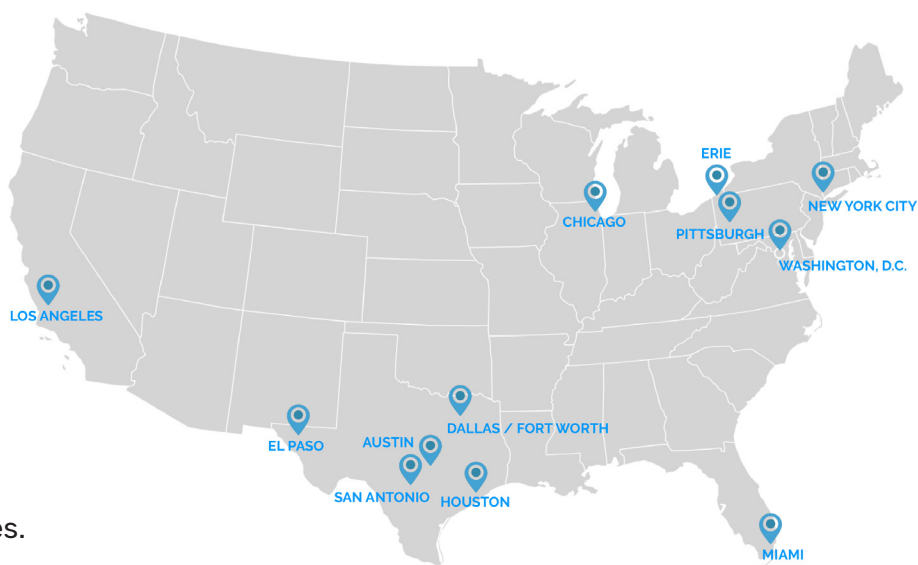 ERIE
NEW YORK CITY
CHICAGO
PITTSBURGH
WASHINGTON, D.C.
LOS ANGELES
DALLAS / FORT WORTH
AUSTIN
EL PASO
SAN ANTONIO
HOUSTON
es.
MIAMI